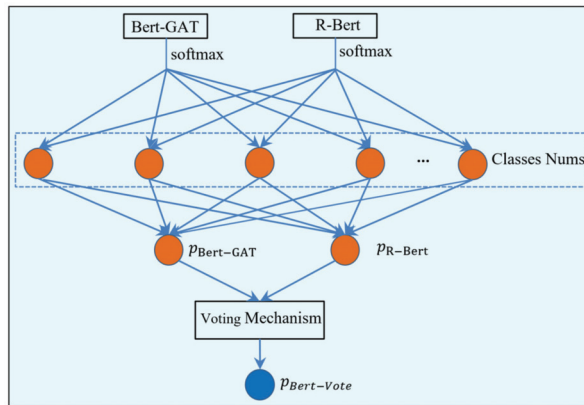 Bert-GAT
R-Bert
softmax
softmax
... Classes Nums
pBert−GAT
pR−Bert
Voting Mechanism
pBert−Vote